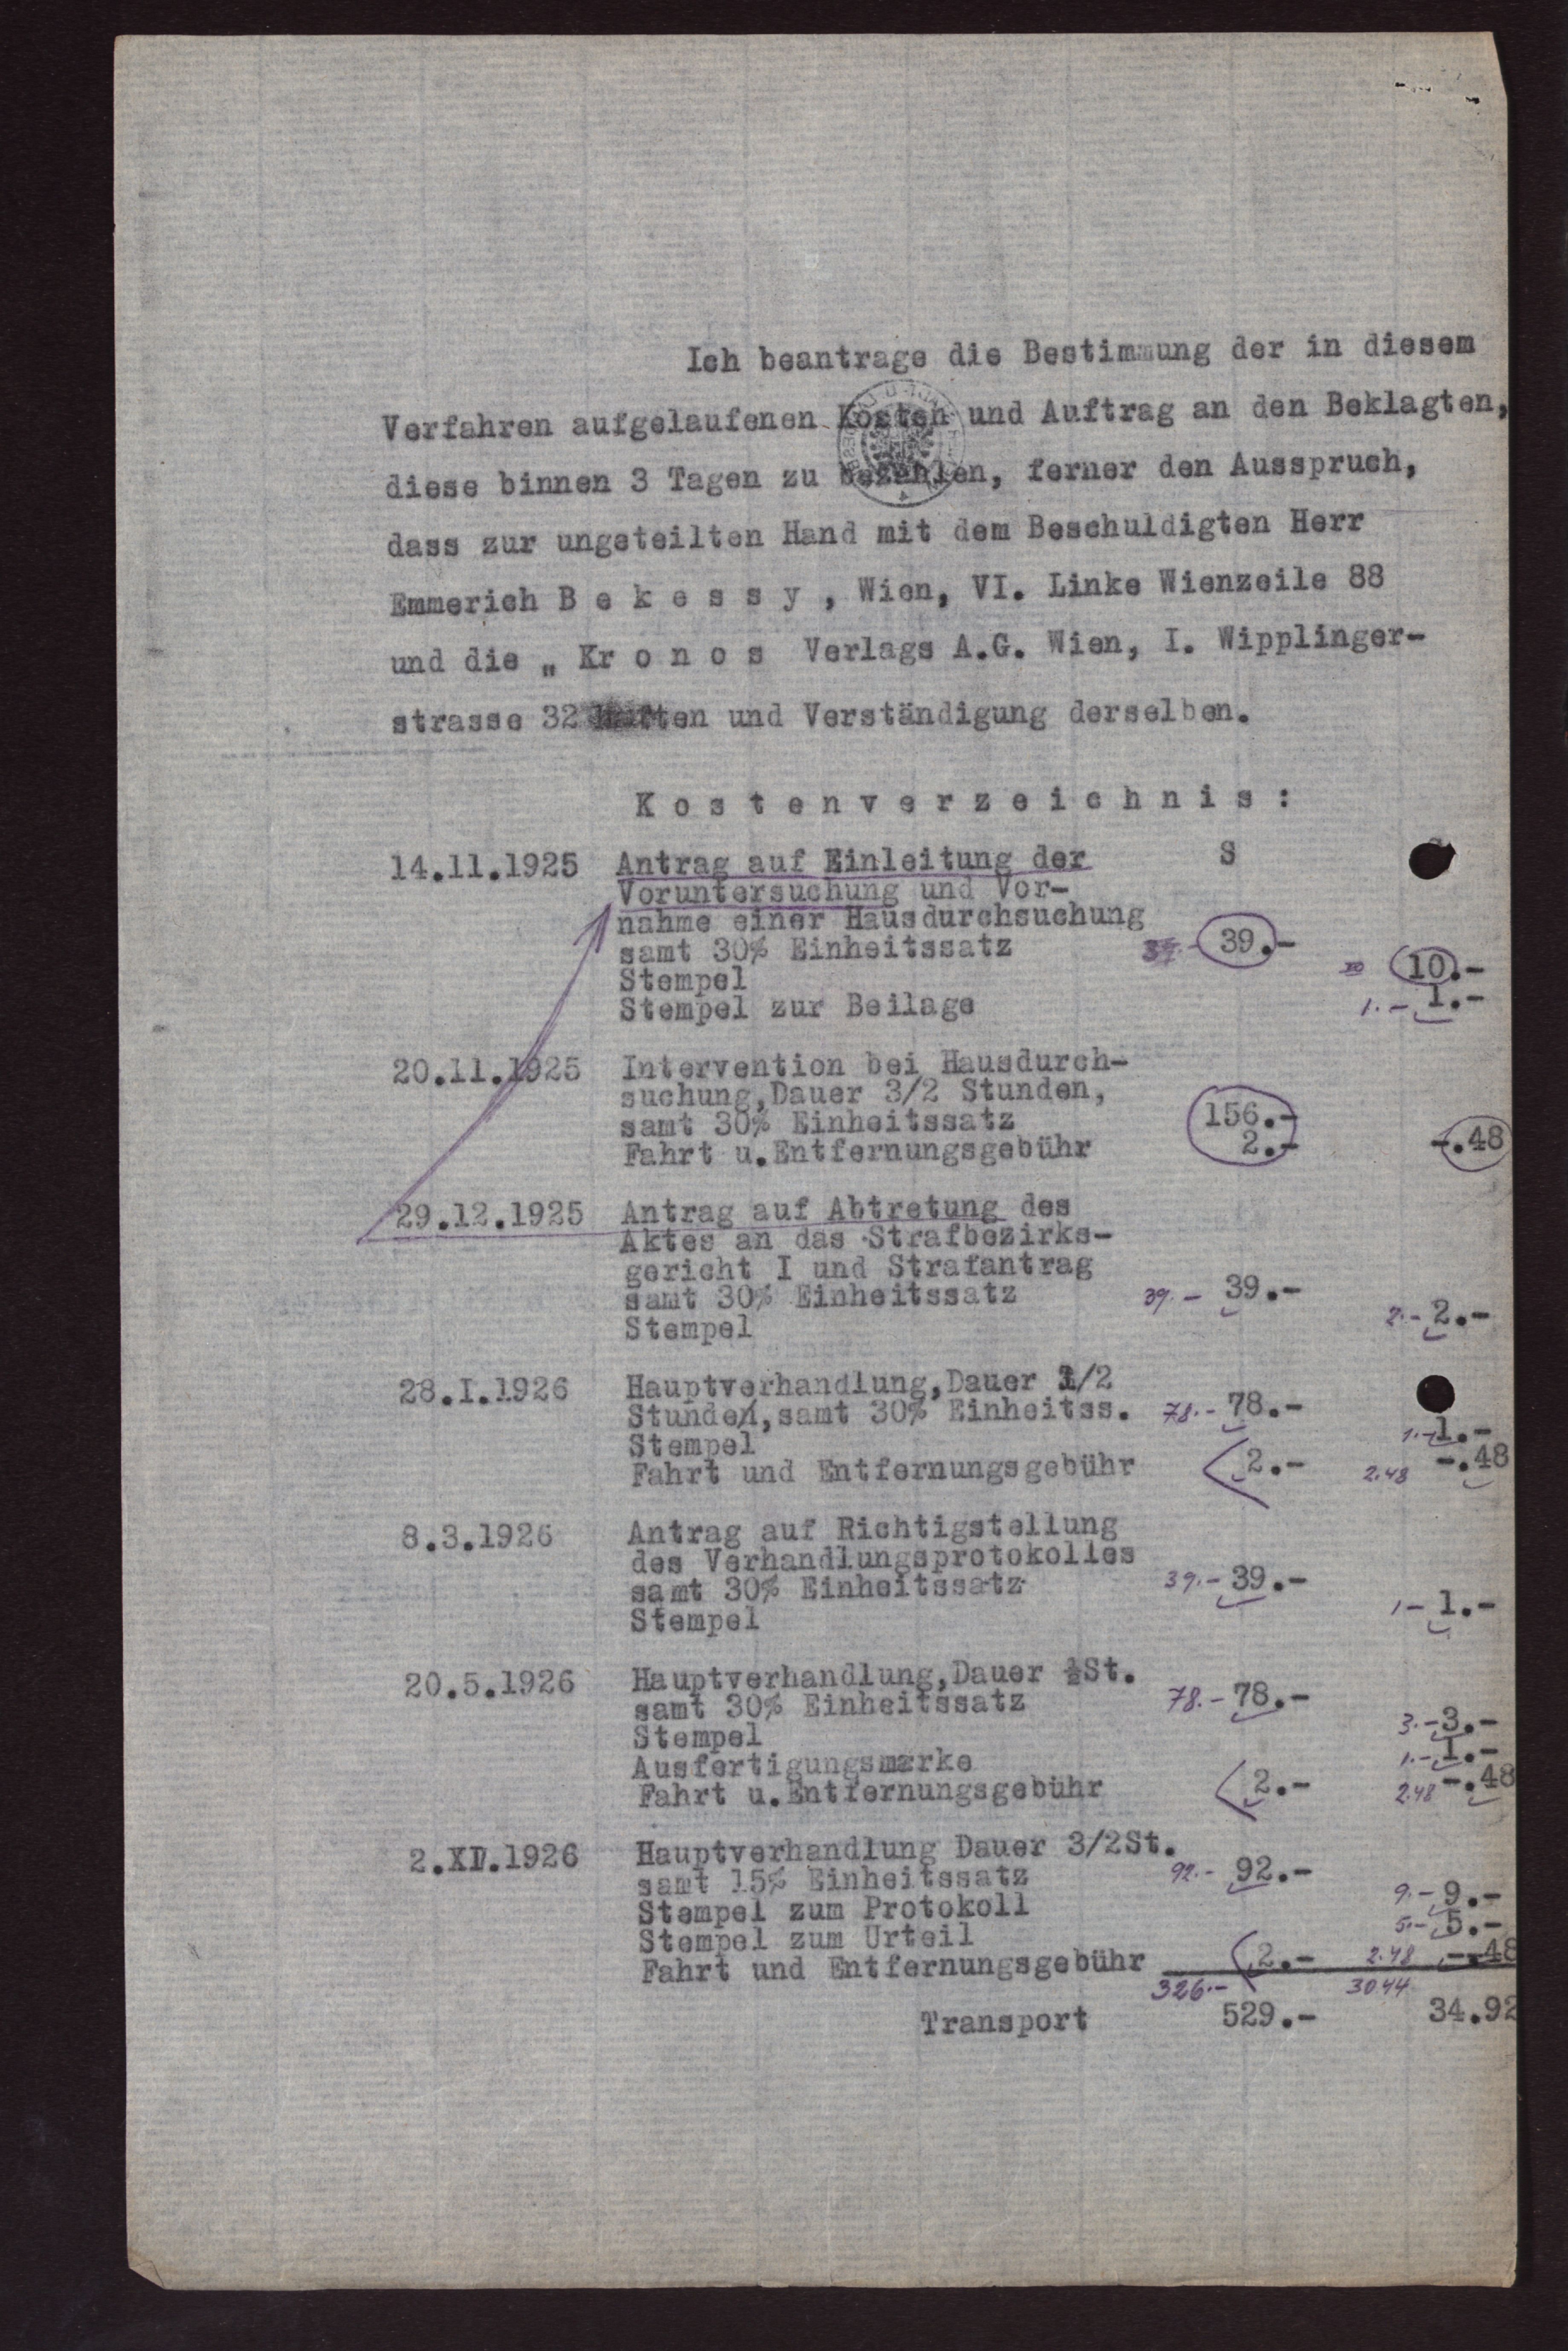 Ich beantrage die Bestimmung der in diesem
Verfahren aufgelaufenen Kosten und Auftrag an den Beklagten,
diese binnen 3 Tagen zu bezahlen, ferner den Ausspruch,
dass zur ungeteilten Hand mit dem Beschuldigten Herr
Emmerich B e k e s s y , Wien, VI. Linke Wienzeile 88
und die „ Kr o n o s Verlags A.G. Wien, I. Wipplinger-
strasse 32 haften und Verständigung derselben.
K o s t e n v e r z e i c h n i s :
14.11.1925 Antrag auf Einleitung der S
Voruntersuchung und Vor-
nahme einer Hausdurchsuchung
samt 30% Einheitssatz 39.-
Stempel 10.-
Stempel zur Beilage 1.- 1.-
20.11.1925 Intervention bei Hausdurch-
suchung,Dauer 3/2 Stunden,
samt 30% Einheitssatz 156.-
Fahrt u.Entfernungsgebühr 2.- -.48
29.12.1925 Antrag auf Abtretung des
Aktes an das Strafbezirks-
gericht I und Strafantrag
samt 30% Einheitssatz 39.- 39.-
Stempel 2.- 2.-
28.I.1926 Hauptverhandlung,Dauer 1/2
Stunden,samt 30% Einheitss. 78.- 78.-
Stempel 1.- 1.-
Fahrt und Entfernungsgebühr 2.- 2.48 -.48
8.3.1926 Antrag auf Richtigstellung
des Verhandlungsprotokolles
samt 30% Einheitssatz 39.- 39.-
Stempel 1- 1.-
20.5.1926 Hauptverhandlung,Dauer ½St.
samt 30% Einheitssatz 78.- 78.-
Stempel 3.- 3.-
Ausfertigungsmarke 1.- 1.-
Fahrt u.Entfernungsgebühr 2.- 2.48 -.48
2.XII.1926 Hauptverhandlung Dauer 3/2St.
samt 15% Einheitssatz 92.- 92.-
Stempel zum Protokoll 9.- 9.-
Stempel zum Urteil 5.- 5.-
Fahrt und Entfernungsgebühr 2.- 2.48 -.48
326.- 30.44
Transport 529.- 34.92